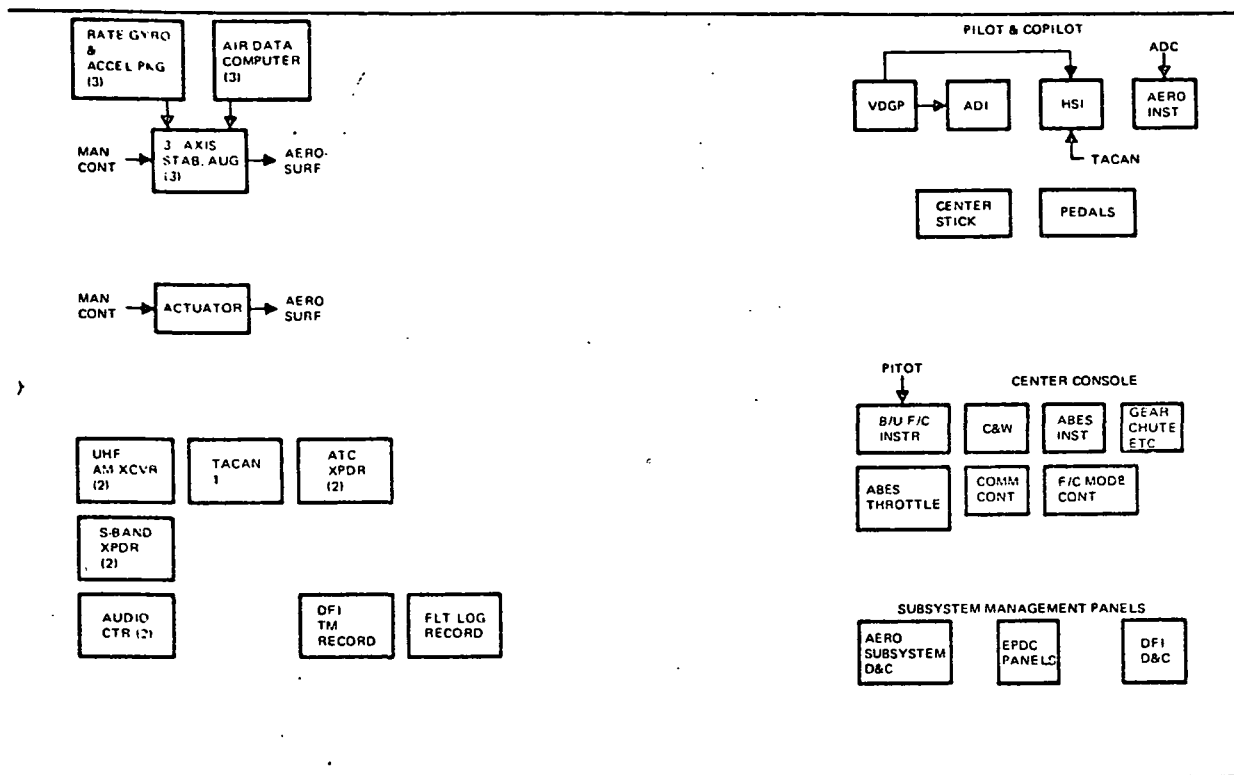 RATE GYRO
&
ACCEL PKG
(3)
AIR DATA
COMPUTER
(3)
MAN
CONT
3 AXIS
STAB, AUG
(3)
AERO-
SURF
MAN
CONT
ACTUATOR
AERO
SURF
UHF
AM XCVR
(2)
TACAN
1
ATC
XPDR
(2)
S-BAND
XPDR
(2)
AUDIO
CTR (2)
DFI
TM
RECORD
FLT LOG
RECORD
PILOT & COPILOT
ADC
VDGP
ADI
HSI
AERO
INST
TACAN
CENTER
STICK
PEDALS
PITOT
CENTER CONSOLE
B/U F/C
INSTR
C&W
ABES
INST
GEAR
CHUTE
ETC
ABES
THROTTLE
COMM
CONT
F/C MODE
CONT
SUBSYSTEM MANAGEMENT PANELS
AERO
SUBSYSTEM
D&C
EPDC
PANELS
DFI
D&C